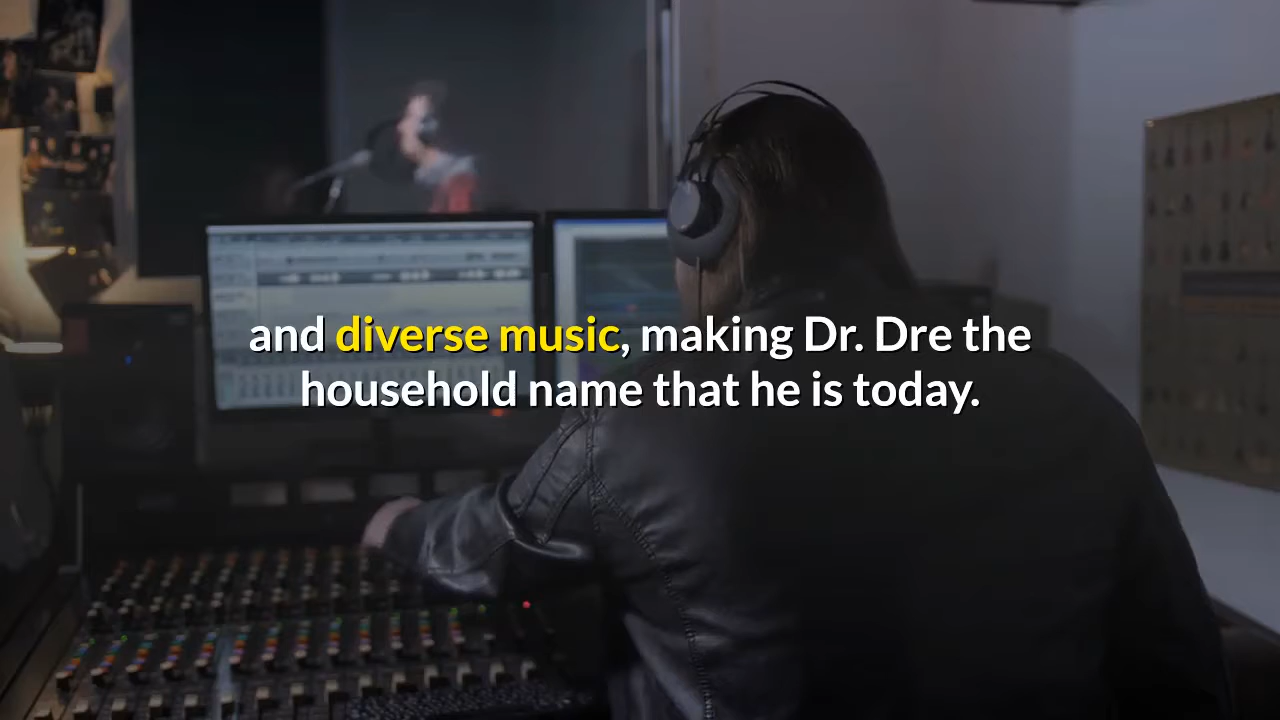 and diverse music, making Dr. Dre the
household name that he is today.